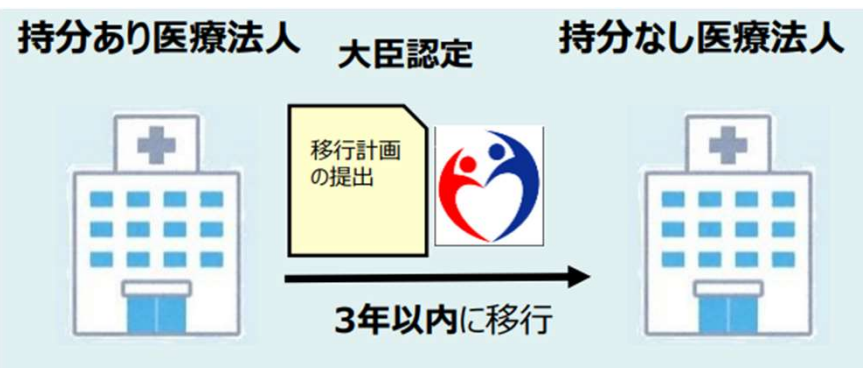 持分あり医療法人
大臣認定
持分なし医療法人
移行計画
の提出
3年以内に移行